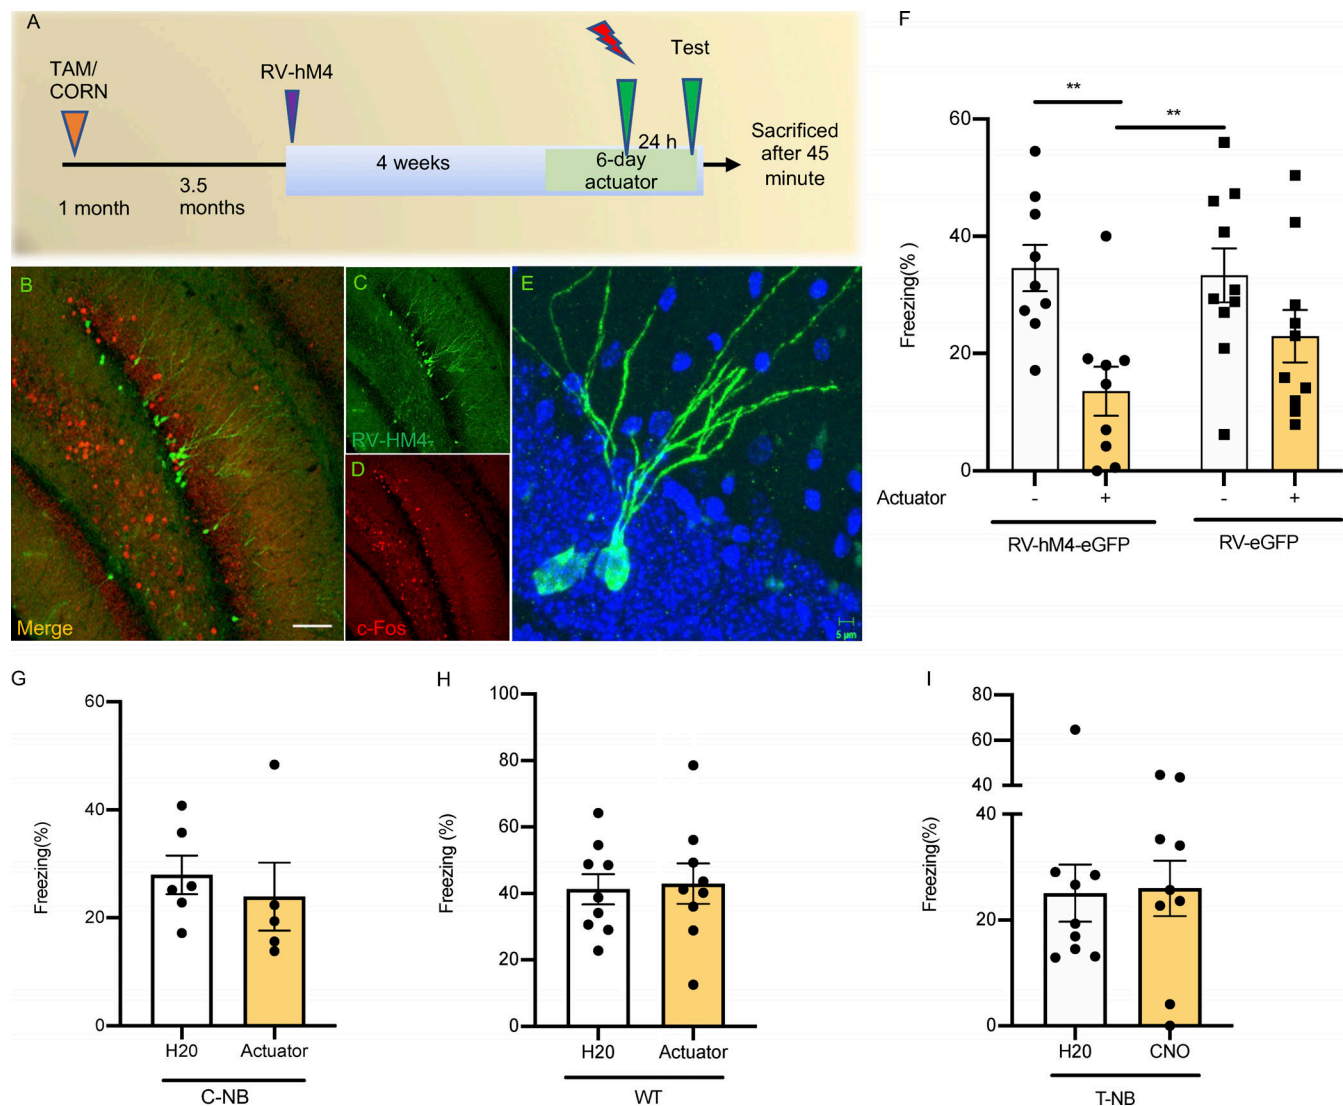 A
TAM/
CORN
RV-hM4
Test
24 h
4 weeks
6-day
actuator
Sacrificed
after 45
minute
3.5
months
1 month
B
Merge
C
RV-HM4-
D
c-Fos
E
5 µm
F
**
**
60
40
20
0
Freezing(% )
Actuator
-
+
-
+
RV-hM4-eGFP
RV-eGFP
G
60
40
20
0
Freezing(%)
H20
Actuator
C-NB
H
100
80
60
40
20
0
Freezing (%)
H20
Actuator
WT
I
80
60
40
40
20
0
Freezing(%)
H20
CNO
T-NB